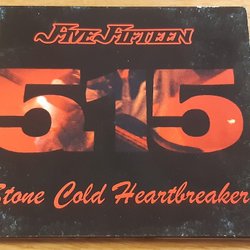 FIVE FIFTEEN
515
Stone Cold Heartbreaker